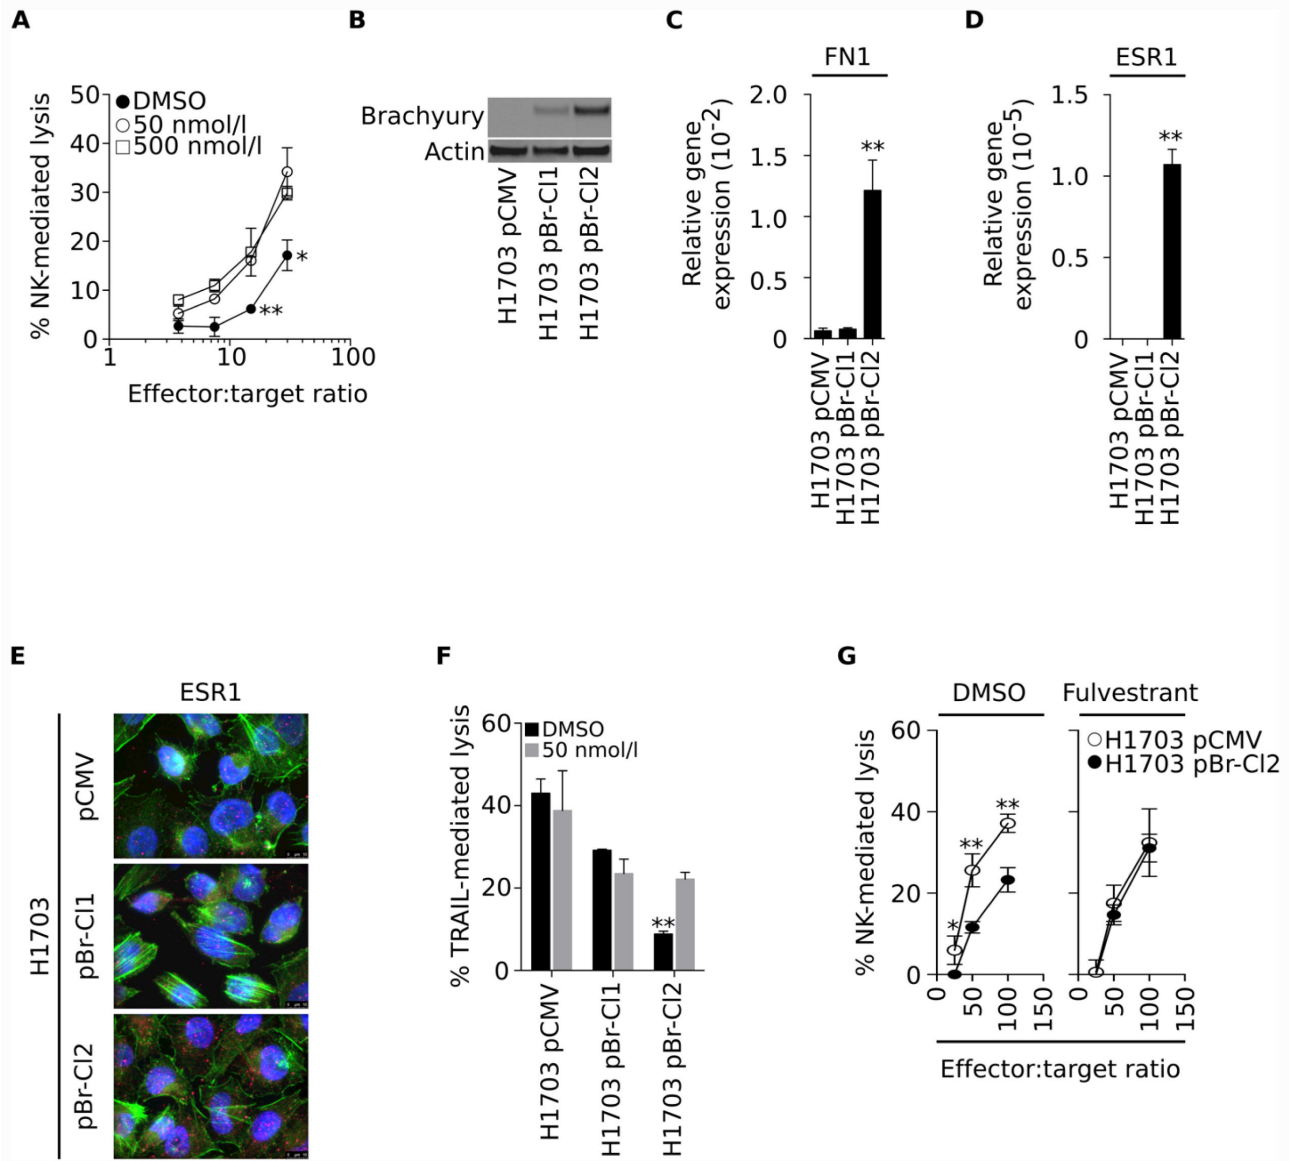 A
% NK-mediated lysis
50
40
30
20
10
0
DMSO
50 nmol/l
500 nmol/l
*
**
1
10
100
Effector:target ratio
B
Brachyury
Actin
H1703 pCMV
H1703 pBr-Cl1
H1703 pBr-Cl2
C
FN1
Relative gene
expression (10-2)
2.0
1.5
1.0
0.5
0
**
H1703 pCMV
H1703 pBr-Cl1
H1703 pBr-Cl2
D
ESR1
Relative gene
expression (10-5)
1.5
1.0
0.5
0
**
H1703 pCMV
H1703 pBr-Cl1
H1703 pBr-Cl2
E
ESR1
H1703
pCMV
pBr-Cl1
pBr-Cl2
F
% TRAIL-mediated lysis
60
40
20
0
DMSO
50 nmol/l
**
H1703 pCMV
H1703 pBr-Cl1
H1703 pBr-Cl2
G
DMSO
Fulvestrant
% NK-mediated lysis
60
40
20
0
*
**
**
H1703 pCMV
H1703 pBr-Cl2
0
50
100
150
0
50
100
150
Effector:target ratio